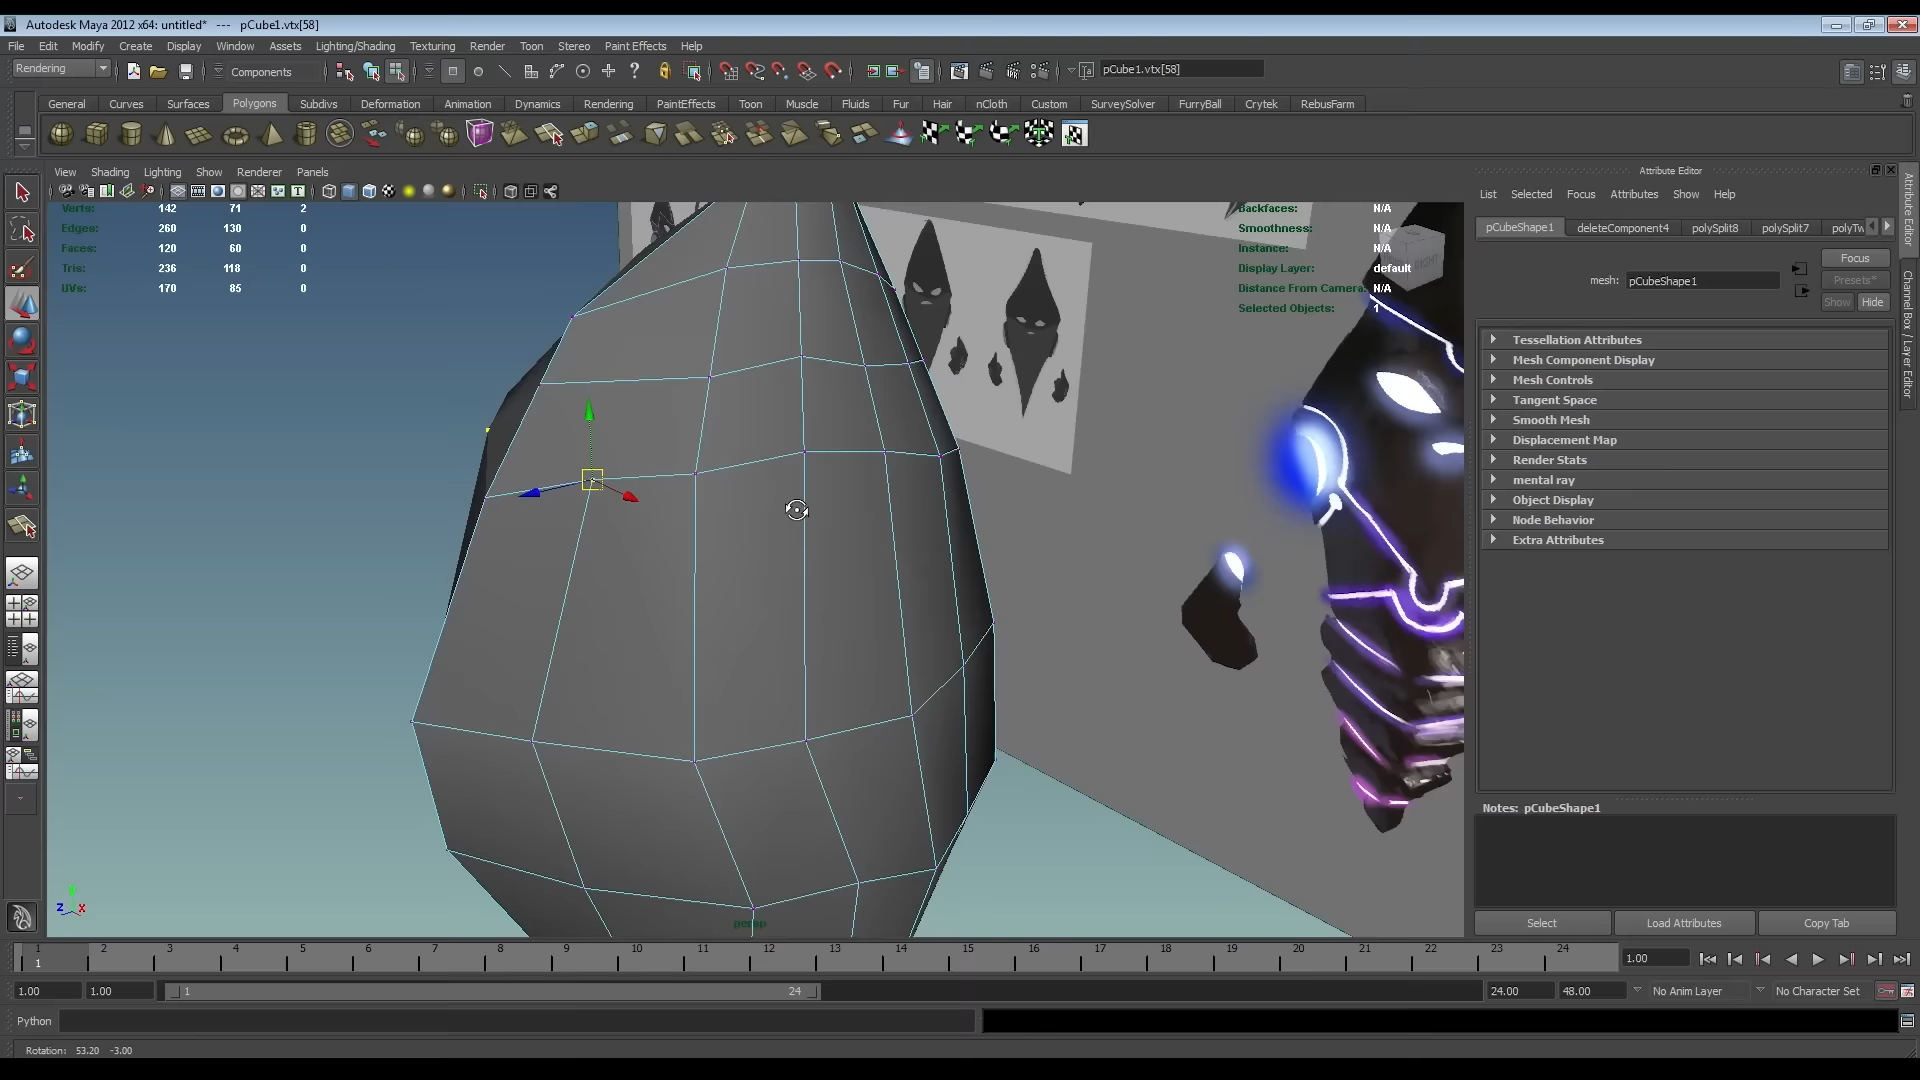 Autodesk Maya 2012 x64: untitled*   ---   pCube1.vtx[58]
File Edit Modify Create Display Window Assets Lighting/Shading Texturing Render Toon Stereo Paint Effects Help
Rendering Components ? pCube1.vtx[58]
General Curves Surfaces Polygons Subdivs Deformation Animation Dynamics Rendering PaintEffects Toon Muscle Fluids Fur Hair nCloth Custom SurveySolver FurryBall Crytek RebusFarm
View Shading Lighting Show Renderer Panels
Verts: 142 71 2
Edges: 260 130 0
Faces: 120 60 0
Tris: 236 118 0
UVs: 170 85 0
Backfaces: N/A
Smoothness: N/A
Instance: N/A
Display Layer: default
Distance From Camera: N/A
Selected Objects: 1
persp
Z X
Attribute Editor
List Selected Focus Attributes Show Help
pCubeShape1 deleteComponent4 polySplit8 polySplit7 polyTw
mesh: pCubeShape1
Focus
Presets*
Show Hide
Tessellation Attributes
Mesh Component Display
Mesh Controls
Tangent Space
Smooth Mesh
Displacement Map
Render Stats
mental ray
Object Display
Node Behavior
Extra Attributes
Notes: pCubeShape1
Select Load Attributes Copy Tab
Attribute Editor
Channel Box / Layer Editor
1 2 3 4 5 6 7 8 9 10 11 12 13 14 15 16 17 18 19 20 21 22 23 24
1 1.00
1.00 1.00 1 24 24.00 48.00 No Anim Layer No Character Set
Python
Rotation: 53.20 -3.00